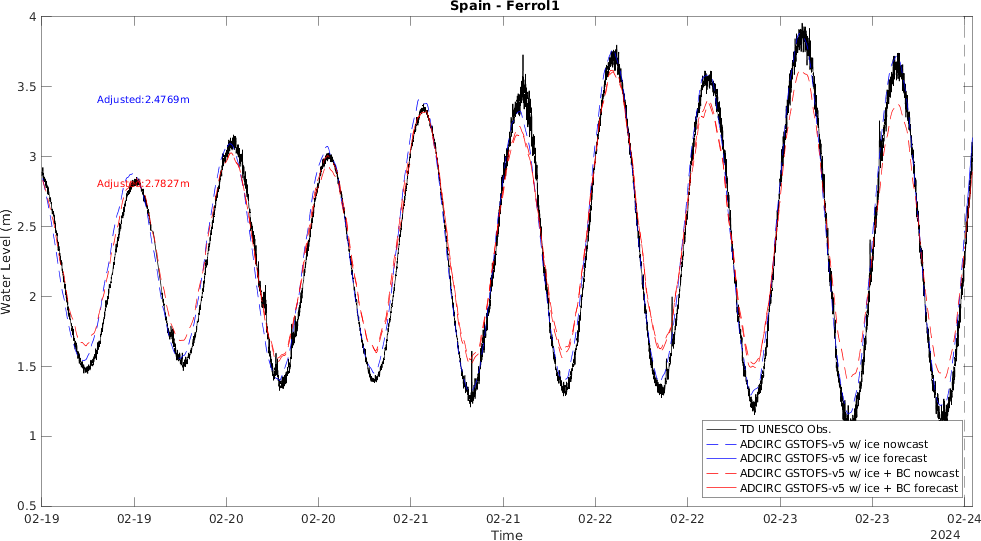 Spain - Ferrol1
Water Level (m)
4
3.5
3
2.5
2
1.5
1
0.5
Adjusted:2.4769m
Adjusted:2.7827m
TD UNESCO Obs.
ADCIRC GSTOFS-v5 w/ ice nowcast
ADCIRC GSTOFS-v5 w/ ice forecast
ADCIRC GSTOFS-v5 w/ ice + BC nowcast
ADCIRC GSTOFS-v5 w/ ice + BC forecast
02-19 02-19 02-20 02-20 02-21 02-21 02-22 02-22 02-23 02-23 02-24
Time
2024